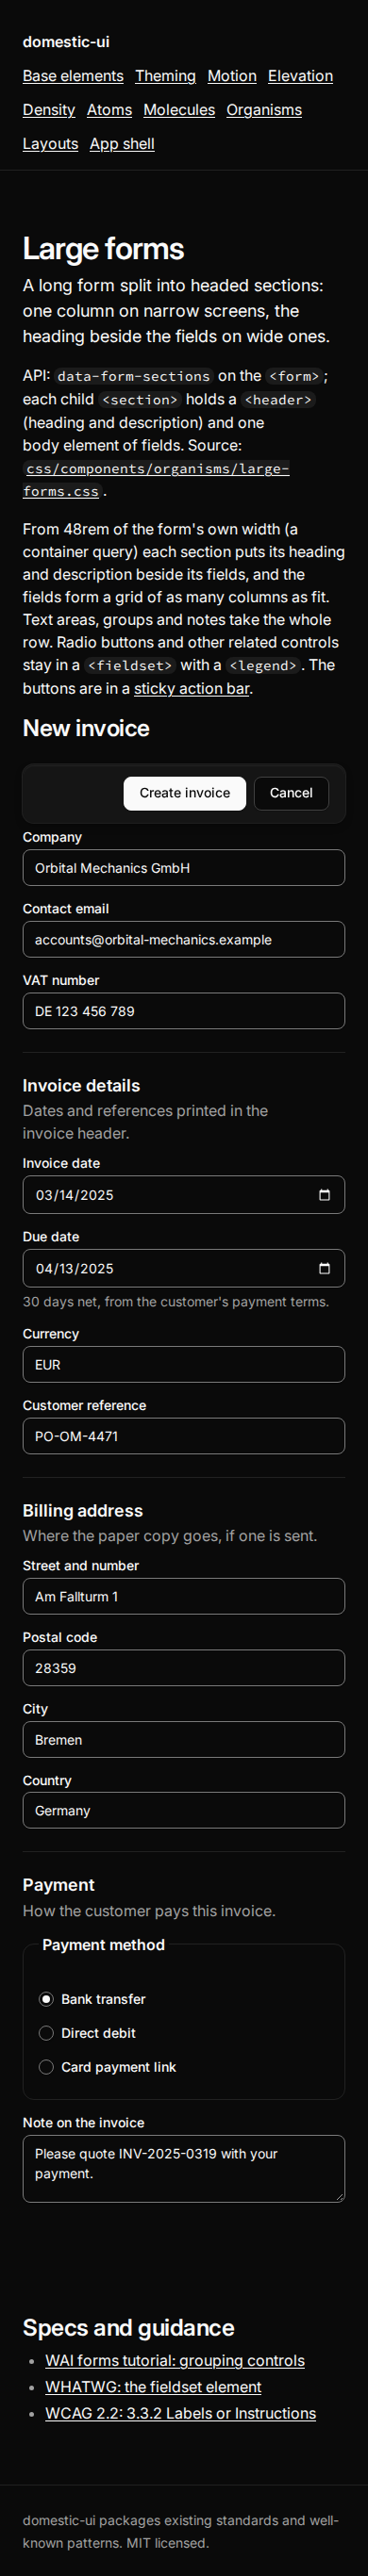 domestic-ui
Base elements Theming Motion Elevation
Density Atoms Molecules Organisms
Layouts App shell
Large forms
A long form split into headed sections:
one column on narrow screens, the
heading beside the fields on wide ones.
API: data-form-sections on the <form>;
each child <section> holds a <header>
(heading and description) and one
body element of fields. Source:
css/components/organisms/large-
forms.css.
From 48rem of the form's own width (a
container query) each section puts its heading
and description beside its fields, and the
fields form a grid of as many columns as fit.
Text areas, groups and notes take the whole
row. Radio buttons and other related controls
stay in a <fieldset> with a <legend>. The
buttons are in a sticky action bar.
New invoice
Create invoice Cancel
Company
Orbital Mechanics GmbH
Contact email
accounts@orbital-mechanics.example
VAT number
DE 123 456 789
Invoice details
Dates and references printed in the
invoice header.
Invoice date
03/14/2025
Due date
04/13/2025
30 days net, from the customer's payment terms.
Currency
EUR
Customer reference
PO-OM-4471
Billing address
Where the paper copy goes, if one is sent.
Street and number
Am Fallturm 1
Postal code
28359
City
Bremen
Country
Germany
Payment
How the customer pays this invoice.
Payment method
Bank transfer
Direct debit
Card payment link
Note on the invoice
Please quote INV-2025-0319 with your
payment.
Specs and guidance
WAI forms tutorial: grouping controls
WHATWG: the fieldset element
WCAG 2.2: 3.3.2 Labels or Instructions
domestic-ui packages existing standards and well-
known patterns. MIT licensed.